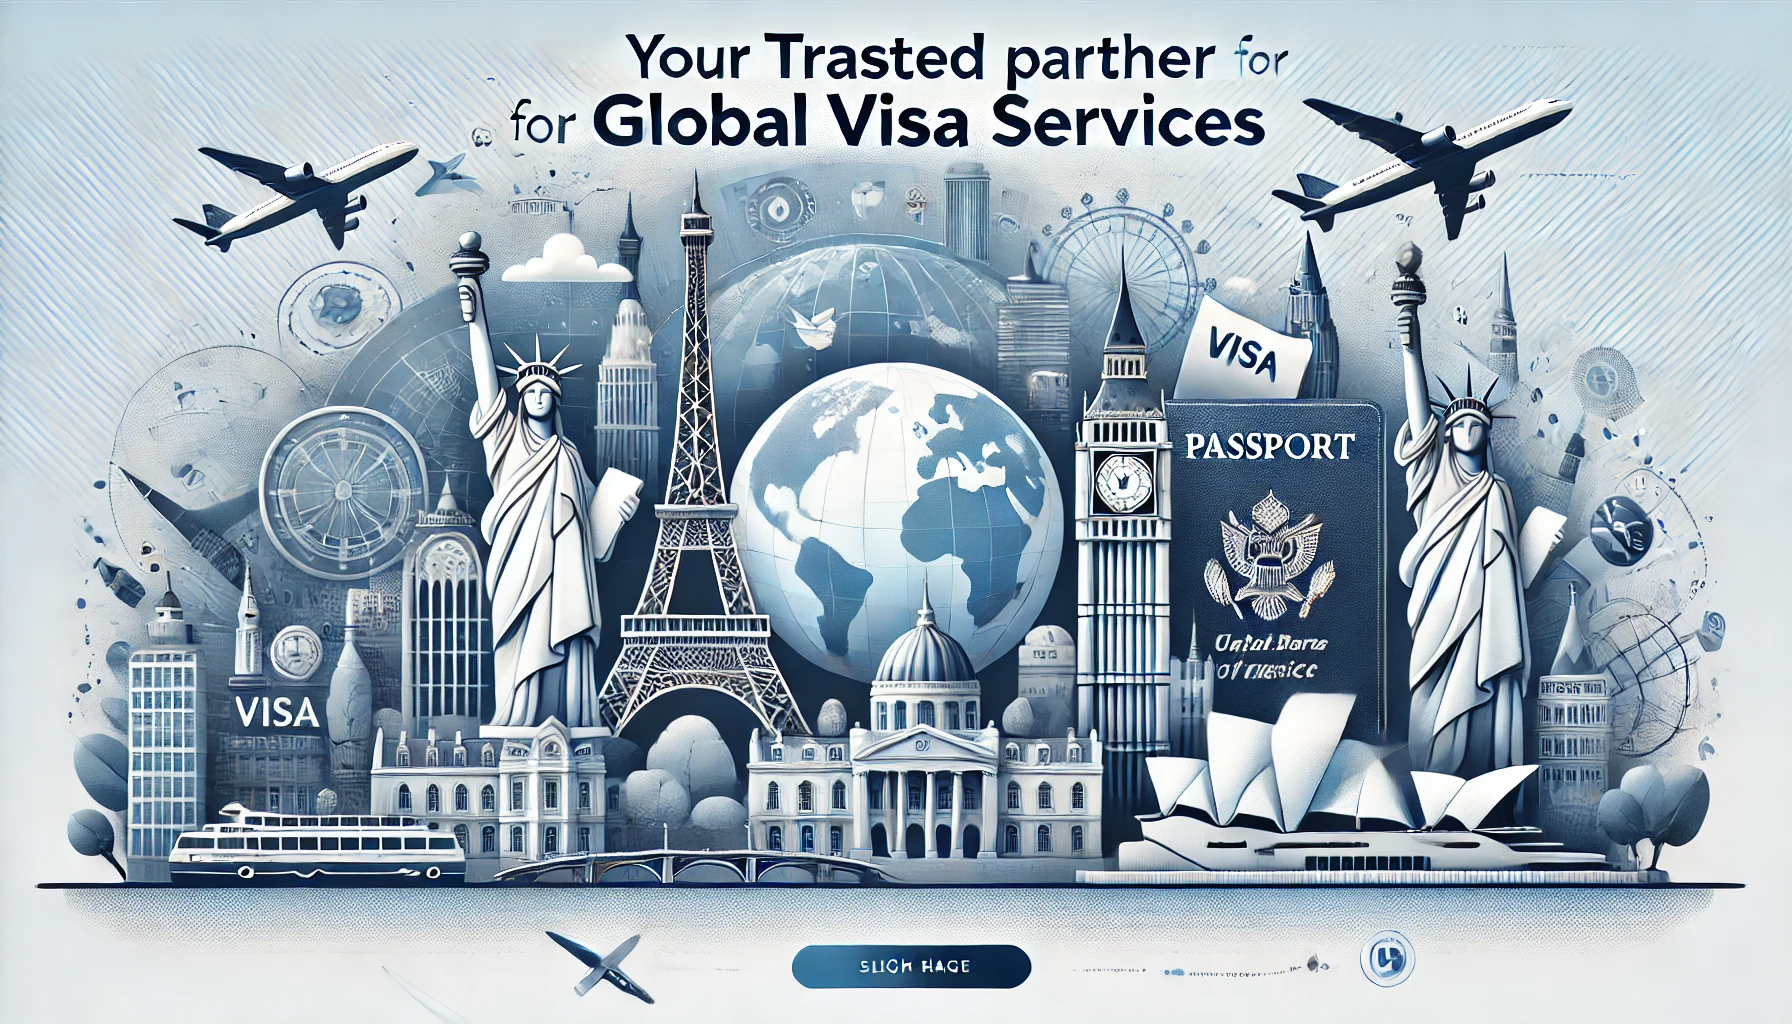 Your Trasted parther for
for Global Visa Services
VISA
PASSPORT
VISA
SLICH HAGE